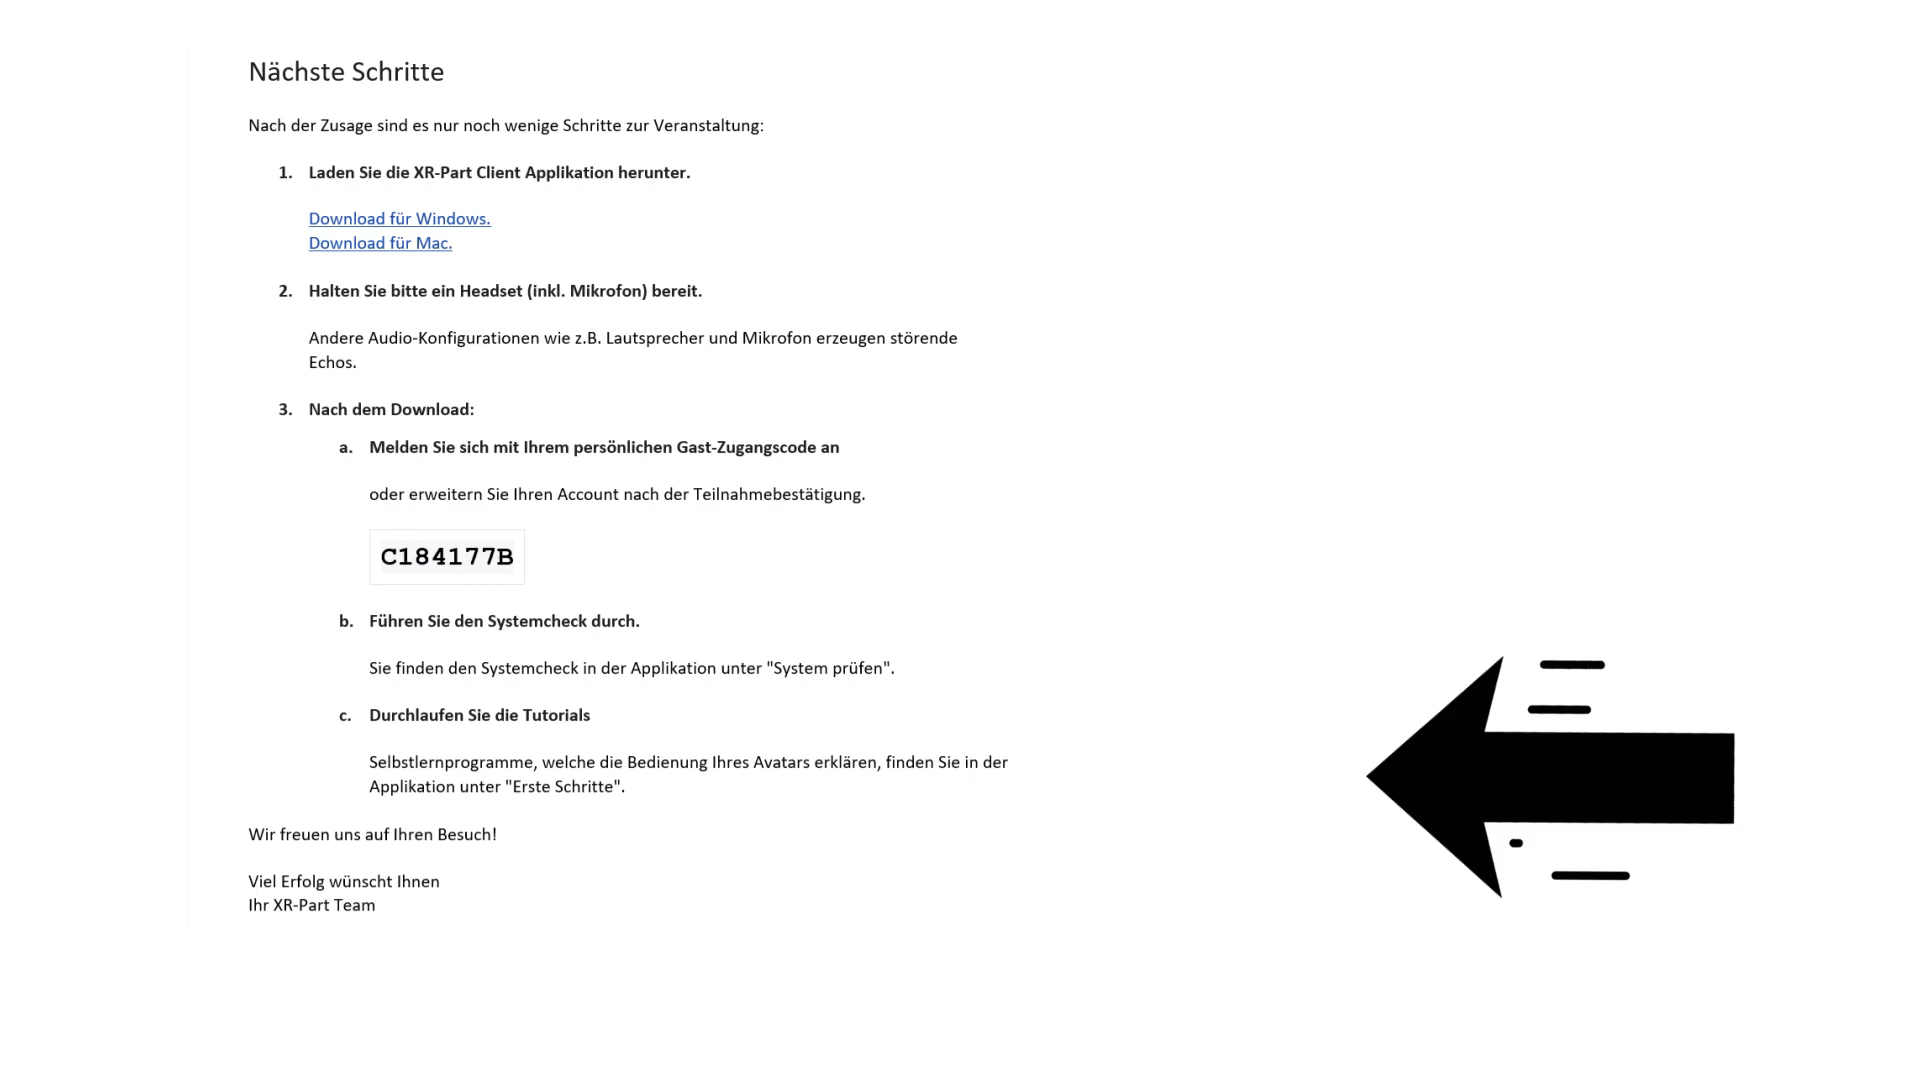 Nächste Schritte
Nach der Zusage sind es nur noch wenige Schritte zur Veranstaltung:
1. Laden Sie die XR-Part Client Applikation herunter.
Download für Windows.
Download für Mac.
2. Halten Sie bitte ein Headset (inkl. Mikrofon) bereit.
Andere Audio-Konfigurationen wie z.B. Lautsprecher und Mikrofon erzeugen störende
Echos.
3. Nach dem Download:
a. Melden Sie sich mit Ihrem persönlichen Gast-Zugangscode an
oder erweitern Sie Ihren Account nach der Teilnahmebestätigung.
C184177B
b. Führen Sie den Systemcheck durch.
Sie finden den Systemcheck in der Applikation unter "System prüfen".
c. Durchlaufen Sie die Tutorials
Selbstlernprogramme, welche die Bedienung Ihres Avatars erklären, finden Sie in der
Applikation unter "Erste Schritte".
Wir freuen uns auf Ihren Besuch!
Viel Erfolg wünscht Ihnen
Ihr XR-Part Team